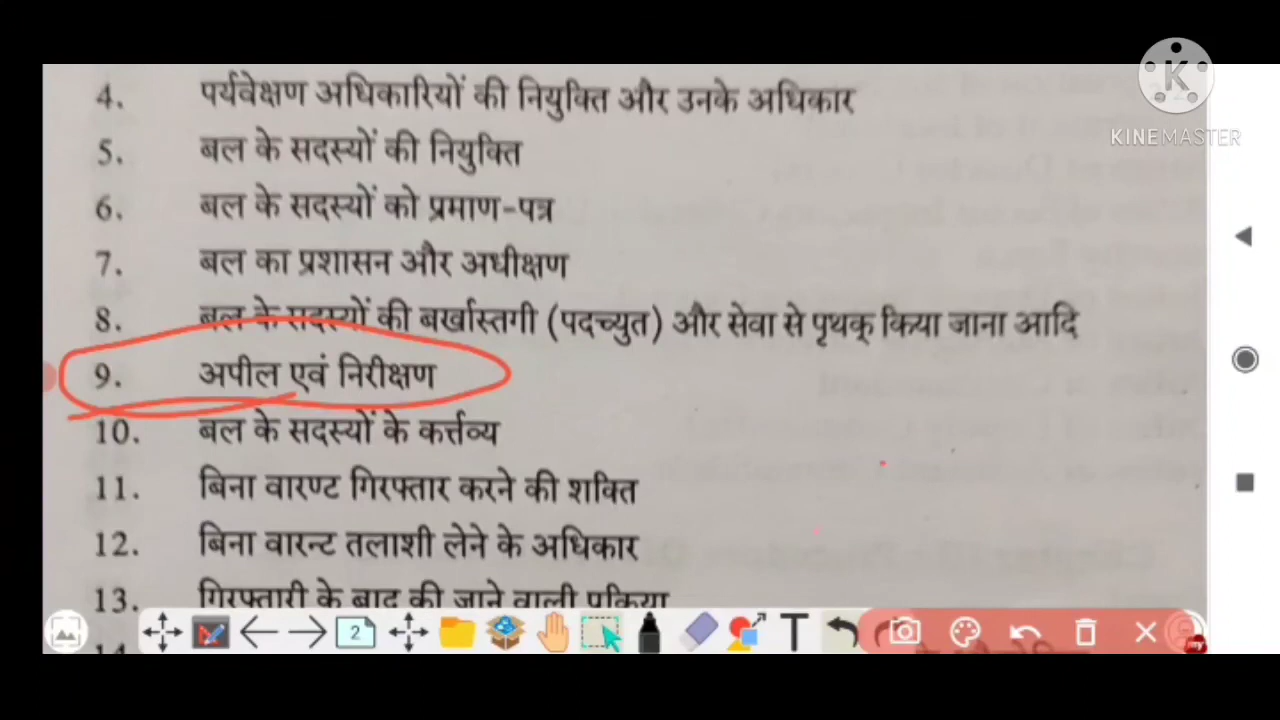 KINEMASTER
4. पर्यवेक्षण अधिकारियों की नियुक्ति और उनके अधिकार
5. बल के सदस्यों की नियुक्ति
6. बल के सदस्यों को प्रमाण-पत्र
7. बल का प्रशासन और अधीक्षण
8. बल के सदस्यों की बर्खास्तगी (पदच्युत) और सेवा से पृथक् किया जाना आदि
9. अपील एवं निरीक्षण
10. बल के सदस्यों के कर्त्तव्य
11. बिना वारण्ट गिरफ्तार करने की शक्ति
12. बिना वारन्ट तलाशी लेने के अधिकार
13. गिरफ्तारी के बाद की जाने वाली प्रक्रिया
2 T